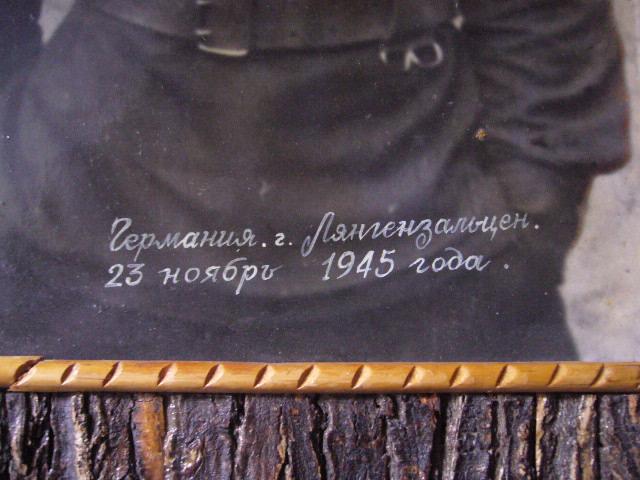 Германия. г. Лянгензальцен.
23 ноябрь 1945 года.